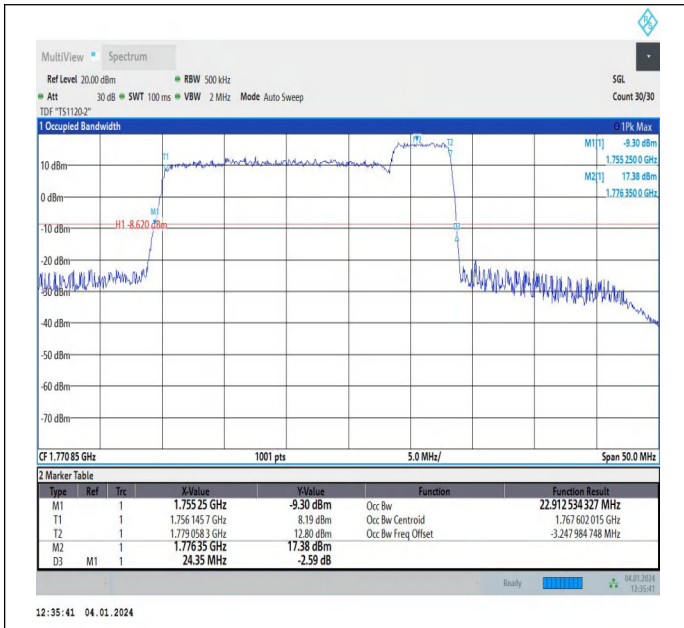 MultiView Spectrum
Ref Level 20.00 dBm RBW 500 kHz SGL
Att 30 dB SWT 100 ms VBW 2 MHz Mode Auto Sweep Count 30/30
TDF "TS1120-2"
1 Occupied Bandwidth 1Pk Max
M1[1] -9.30 dBm
1.755 250 0 GHz
M2[1] 17.38 dBm
1.776 350 0 GHz
T1
M2
T2
10 dBm
0 dBm
M1
H1 -8.620 dBm
D3
-10 dBm
-20 dBm
-30 dBm
-40 dBm
-50 dBm
-60 dBm
-70 dBm
CF 1.770 85 GHz 1001 pts 5.0 MHz/ Span 50.0 MHz
2 Marker Table
Type Ref Trc X-Value Y-Value Function Function Result
M1 1 1.755 25 GHz -9.30 dBm Occ Bw 22.912 534 327 MHz
T1 1 1.756 145 7 GHz 8.19 dBm Occ Bw Centroid 1.767 602 015 GHz
T2 1 1.779 058 3 GHz 12.80 dBm Occ Bw Freq Offset -3.247 984 748 MHz
M2 1 1.776 35 GHz 17.38 dBm
D3 M1 1 24.35 MHz -2.59 dB
Ready 04.01.2024
12:35:41
12:35:41 04.01.2024